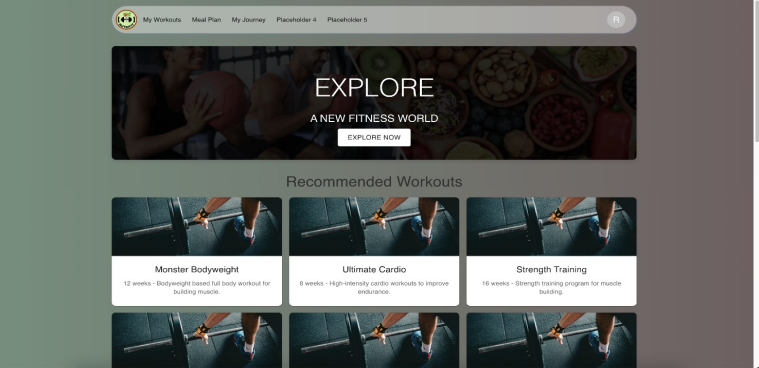 My Workouts Meal Plan My Journey Placeholder 4 Placeholder 5 R
EXPLORE
A NEW FITNESS WORLD
EXPLORE NOW
Recommended Workouts
Monster Bodyweight
12 weeks - Bodyweight based full body workout for
building muscle.
Ultimate Cardio
8 weeks - High-intensity cardio workouts to improve
endurance.
Strength Training
16 weeks - Strength training program for muscle
building.